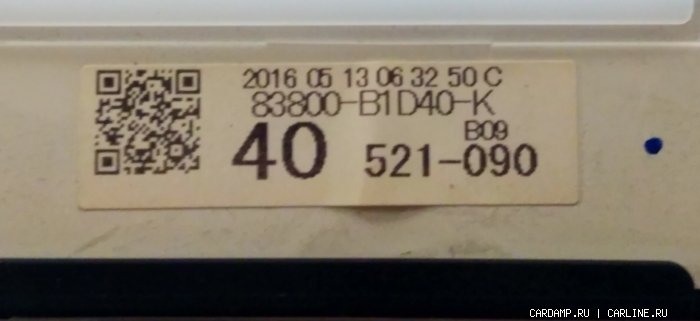 2016 05 13 06 32 50 C
83800-B1D40-K
B09
40 521-090
CARDAMP.RU | CARLINE.RU